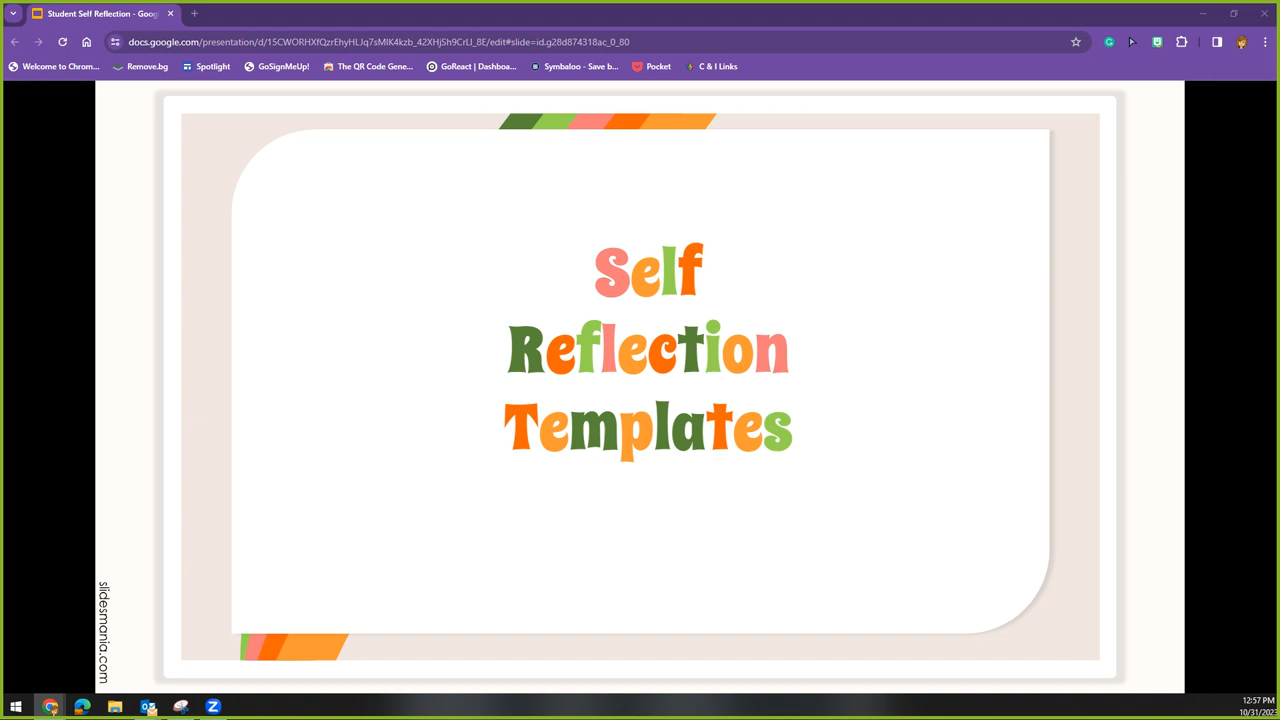 Student Self Reflection - Goog
docs.google.com/presentation/d/15CWORHXfQzrEhyHLJq7sMlK4kzb_42XHjSh9CrLI_8E/edit#slide=id.g28d874318ac_0_80
Welcome to Chrom... Remove.bg Spotlight GoSignMeUp! The QR Code Gene... GoReact | Dashboa... Symbaloo - Save b... Pocket C & I Links
Self
Reflection
Templates
slidesmania.com
12:57 PM
10/31/202